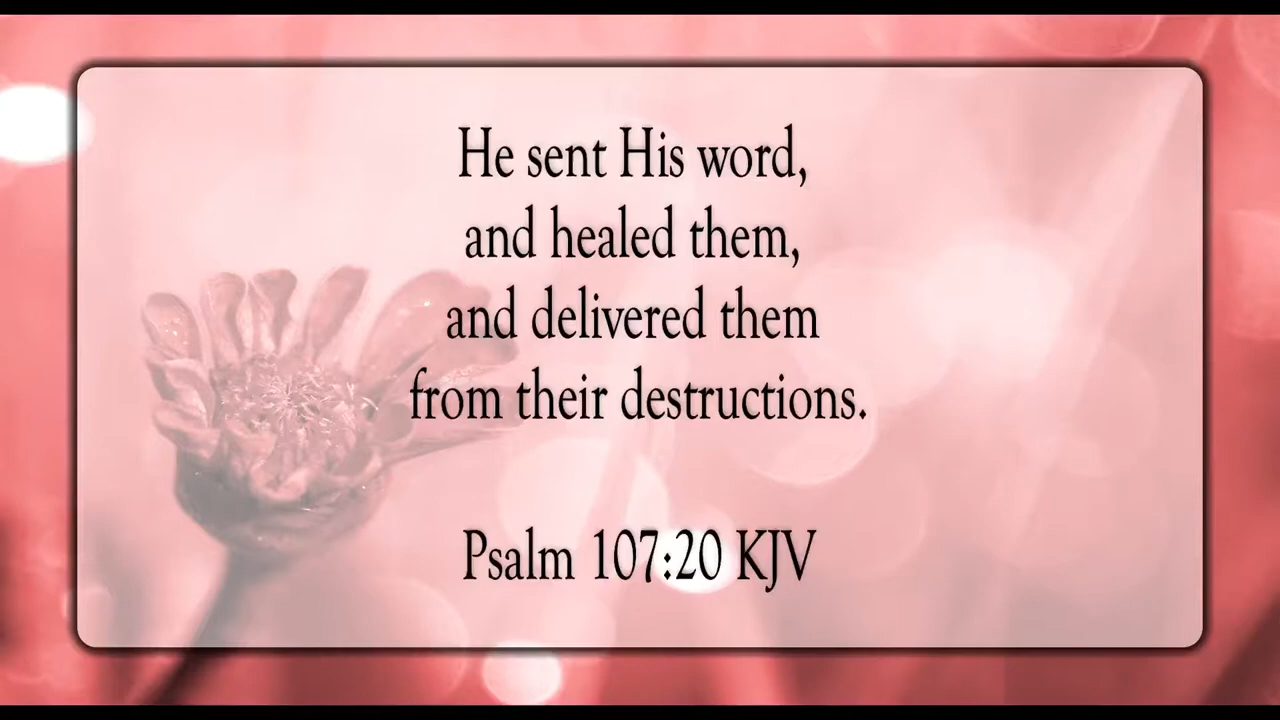 He sent His word,
and healed them,
and delivered them
from their destructions.
Psalm 107:20 KJV